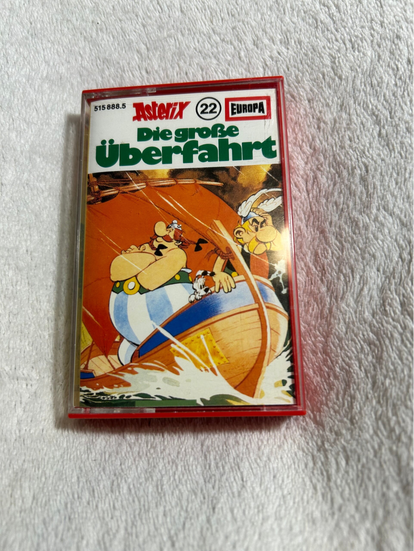 515 888.5 Asterix 22 EUROPA
Die große
Überfahrt